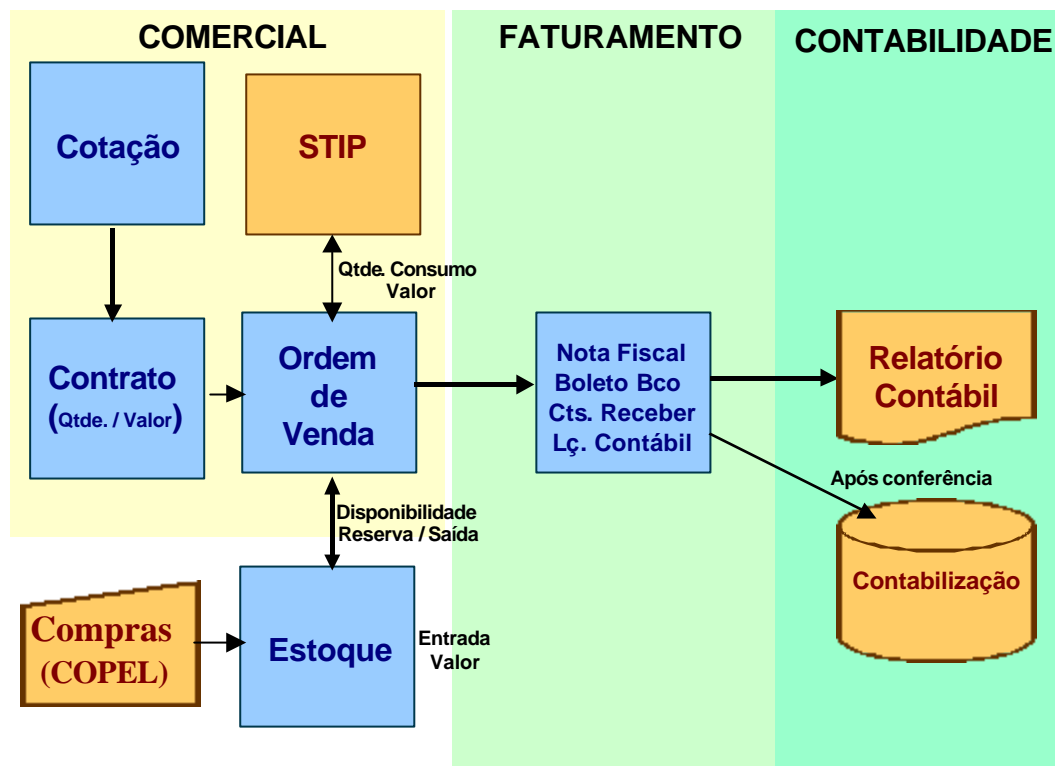 COMERCIAL
FATURAMENTO
CONTABILIDADE
Cotação
STIP
Qtde. Consumo
Valor
Contrato
(Qtde. / Valor)
Ordem
de
Venda
Nota Fiscal
Boleto Bco
Cts. Receber
Lç. Contábil
Relatório
Contábil
Após conferência
Disponibilidade
Reserva / Saída
Contabilização
Compras
(COPEL)
Estoque
Entrada
Valor